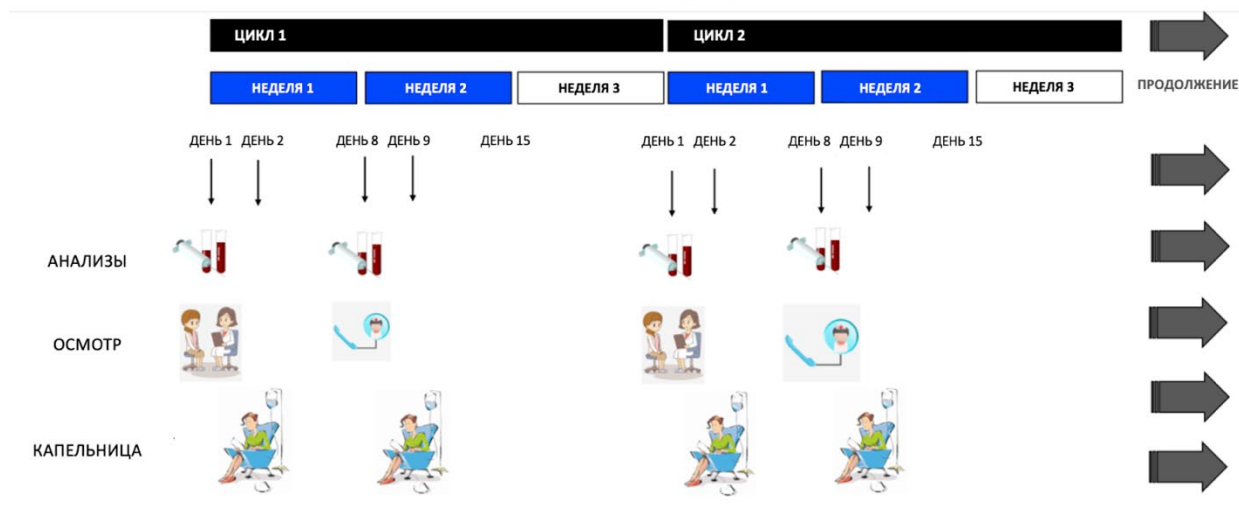 ЦИКЛ 1 ЦИКЛ 2
НЕДЕЛЯ 1 НЕДЕЛЯ 2 НЕДЕЛЯ 3 НЕДЕЛЯ 1 НЕДЕЛЯ 2 НЕДЕЛЯ 3 ПРОДОЛЖЕНИЕ
ДЕНЬ 1 ДЕНЬ 2 ДЕНЬ 8 ДЕНЬ 9 ДЕНЬ 15 ДЕНЬ 1 ДЕНЬ 2 ДЕНЬ 8 ДЕНЬ 9 ДЕНЬ 15
АНАЛИЗЫ
ОСМОТР
КАПЕЛЬНИЦА